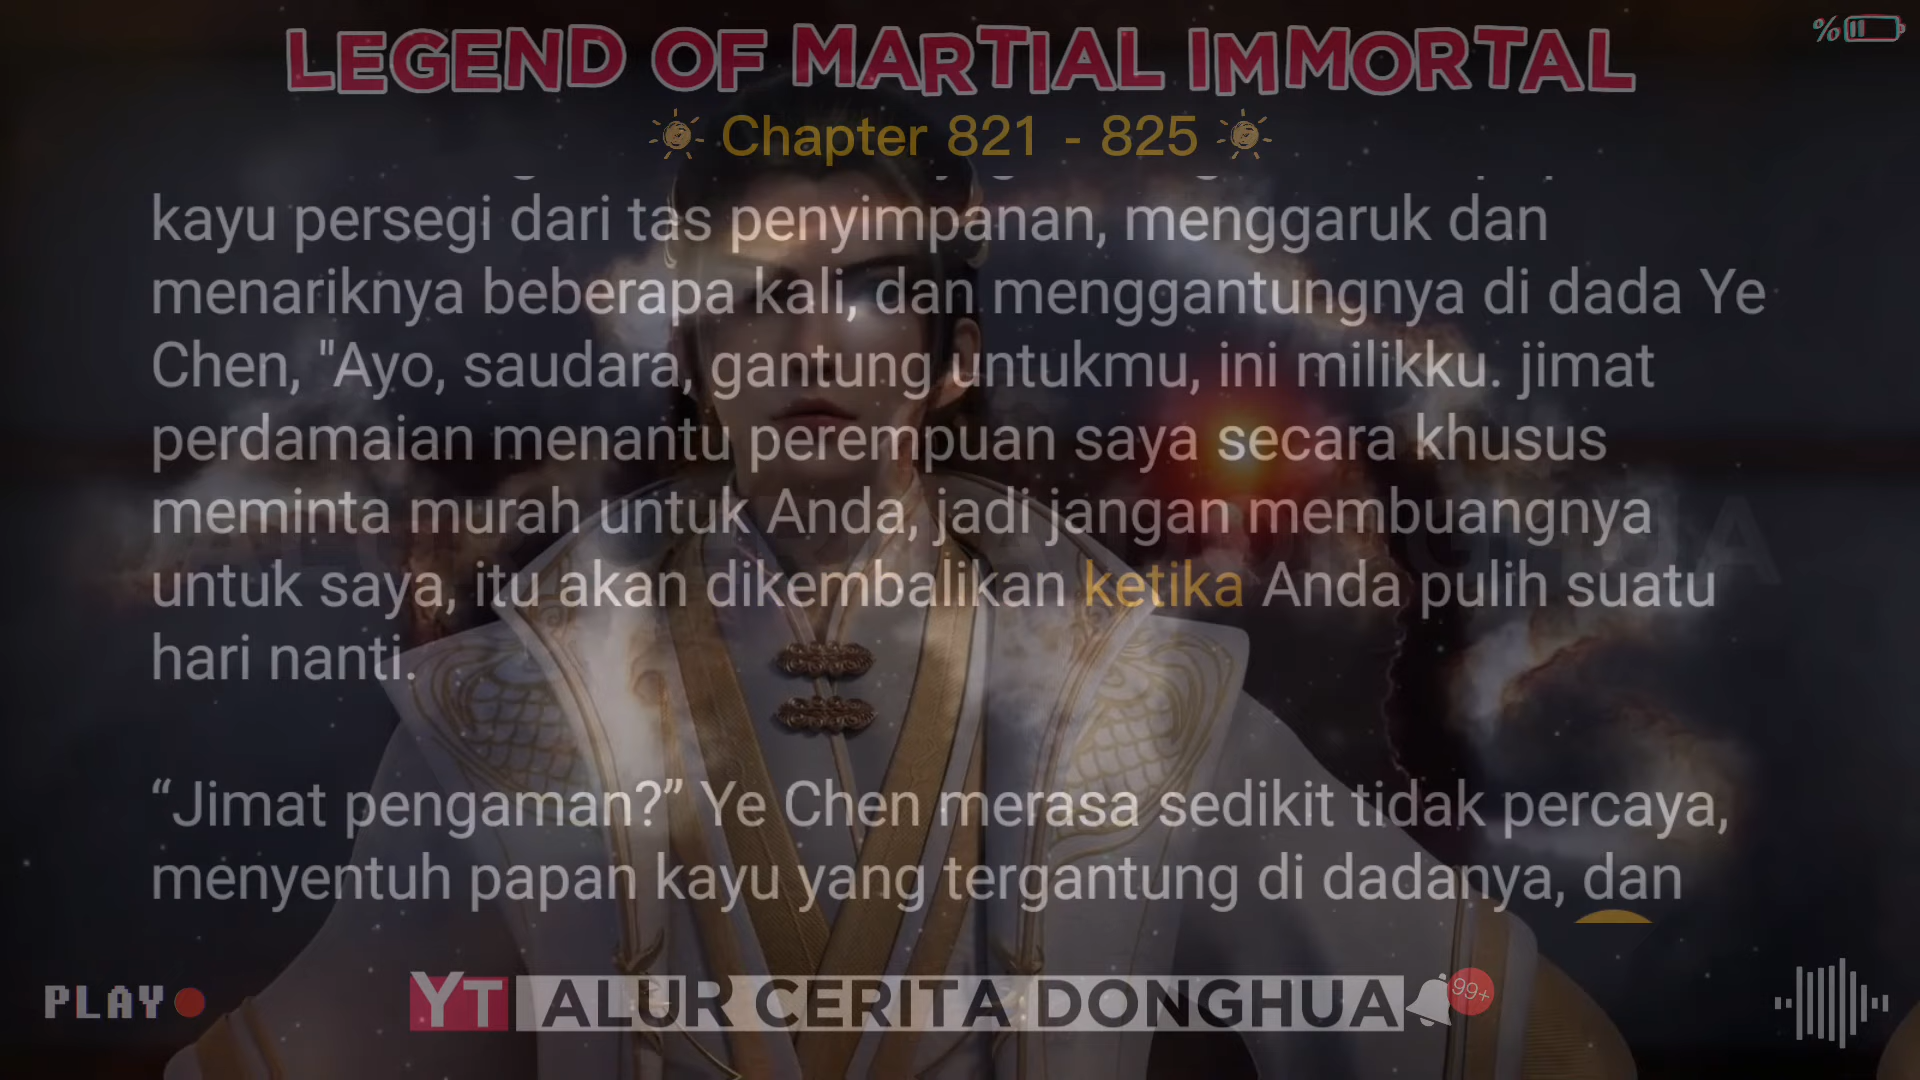 LEGEND OF MARTIAL IMMORTAL
%
Chapter 821 - 825
kayu persegi dari tas penyimpanan, menggaruk dan
menariknya beberapa kali, dan menggantungnya di dada Ye
Chen, "Ayo, saudara, gantung untukmu, ini milikku. jimat
perdamaian menantu perempuan saya secara khusus
meminta murah untuk Anda, jadi jangan membuangnya
untuk saya, itu akan dikembalikan ketika Anda pulih suatu
hari nanti.
“Jimat pengaman?” Ye Chen merasa sedikit tidak percaya,
menyentuh papan kayu yang tergantung di dadanya, dan
PLAY
YT ALUR CERITA DONGHUA 99+